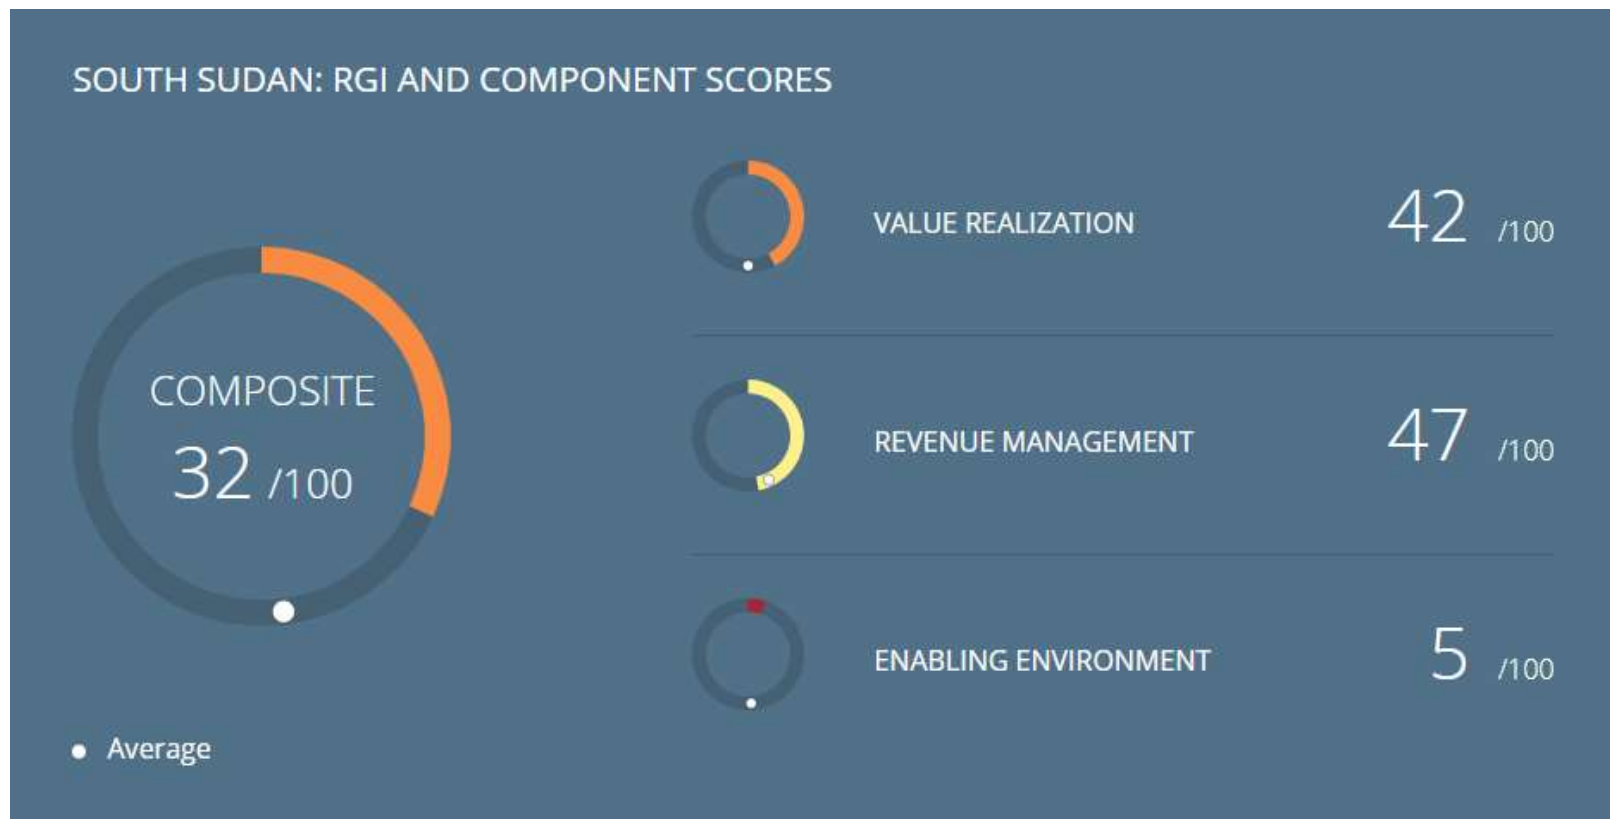 SOUTH SUDAN: RGI AND COMPONENT SCORES
COMPOSITE
32 /100
VALUE REALIZATION 42 /100
REVENUE MANAGEMENT 47 /100
ENABLING ENVIRONMENT 5 /100
Average